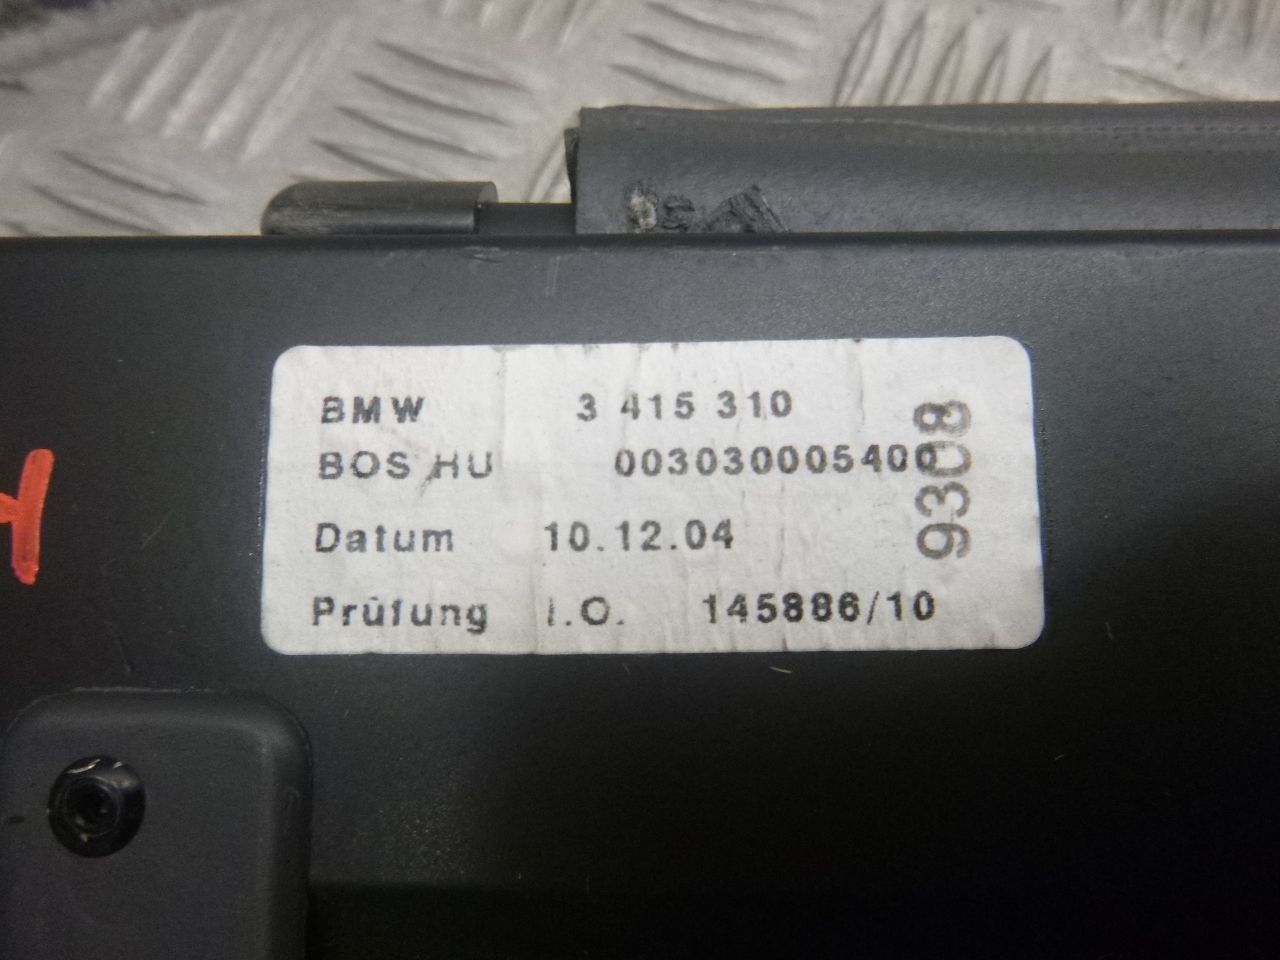 BMW 3 415 310
BOS HU 003030005400
Datum 10.12.04
Prüfung I.O. 145886/10
9308